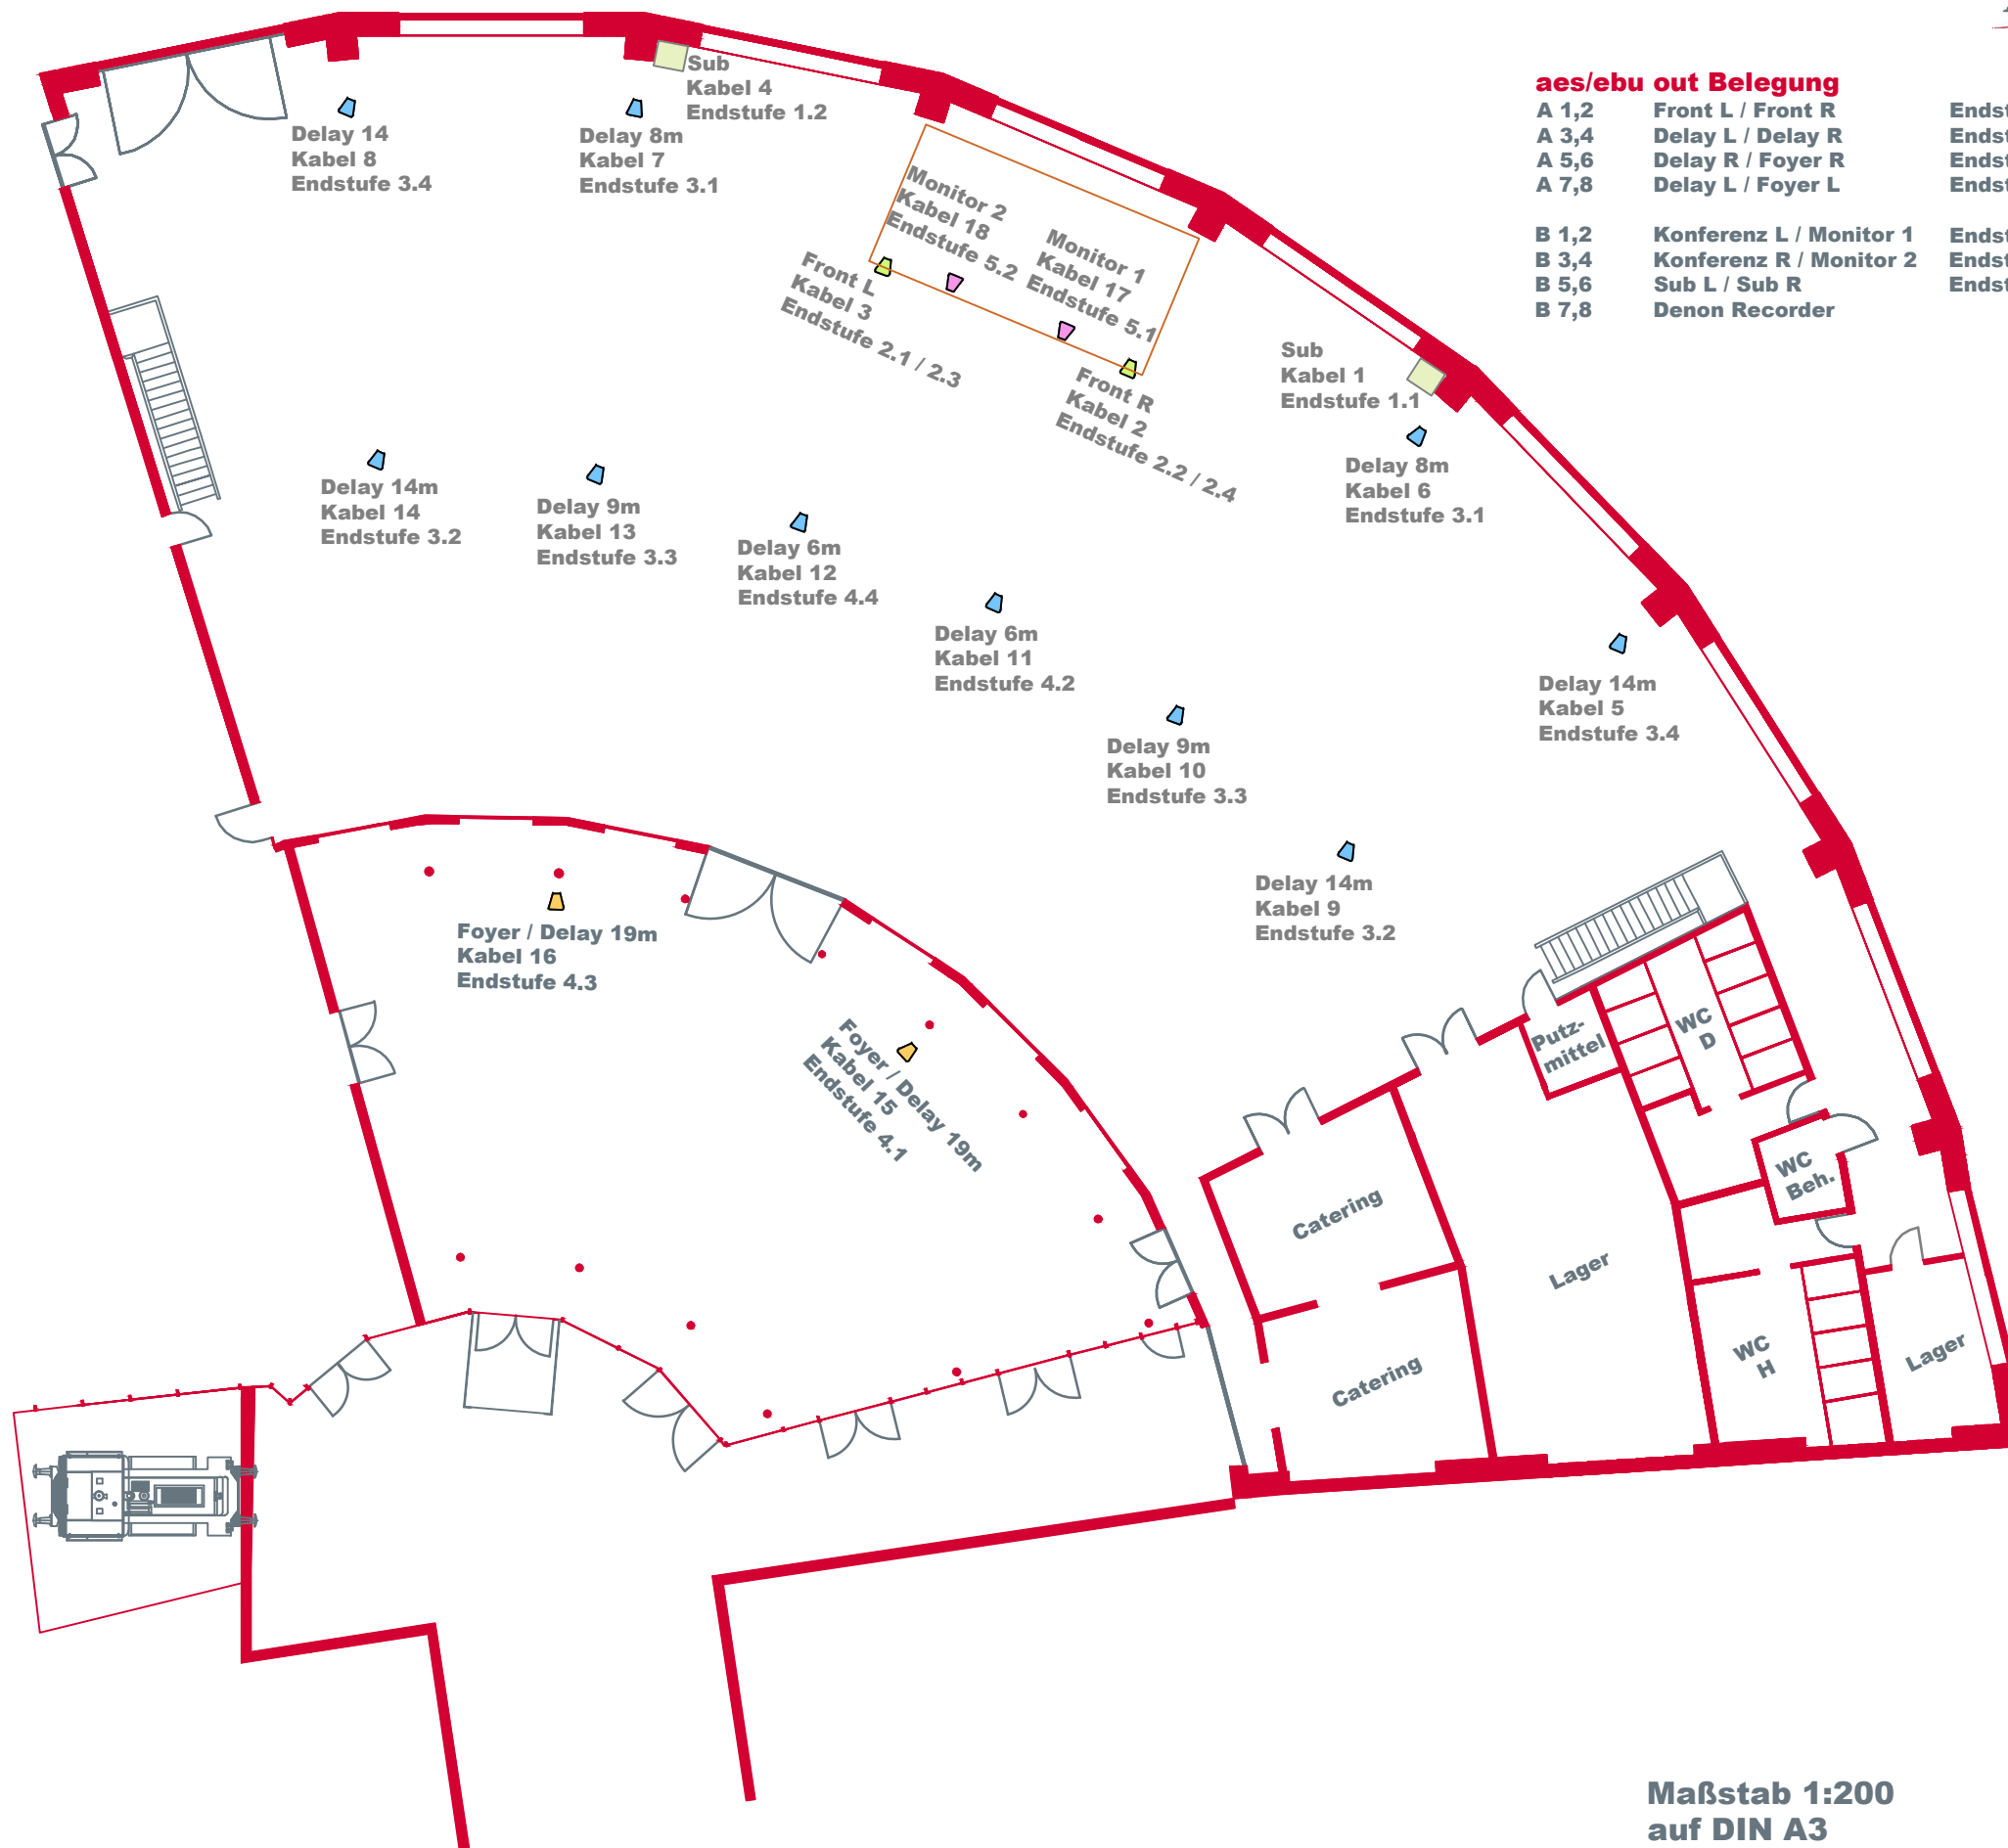 Sub
Kabel 4
Endstufe 1.2
Delay 14
Kabel 8
Endstufe 3.4
Delay 8m
Kabel 7
Endstufe 3.1
aes/ebu out Belegung
A 1,2 Front L / Front R
A 3,4 Delay L / Delay R
A 5,6 Delay R / Foyer R
A 7,8 Delay L / Foyer L
B 1,2 Konferenz L / Monitor 1
B 3,4 Konferenz R / Monitor 2
B 5,6 Sub L / Sub R
B 7,8 Denon Recorder
Monitor 2
Kabel 18
Endstufe 5.2
Monitor 1
Kabel 17
Endstufe 5.1
Front L
Kabel 3
Endstufe 2.1 / 2.3
Front R
Kabel 2
Endstufe 2.2 / 2.4
Sub
Kabel 1
Endstufe 1.1
Delay 8m
Kabel 6
Endstufe 3.1
Delay 14m
Kabel 14
Endstufe 3.2
Delay 9m
Kabel 13
Endstufe 3.3
Delay 6m
Kabel 12
Endstufe 4.4
Delay 6m
Kabel 11
Endstufe 4.2
Delay 9m
Kabel 10
Endstufe 3.3
Delay 14m
Kabel 5
Endstufe 3.4
Delay 14m
Kabel 9
Endstufe 3.2
Foyer / Delay 19m
Kabel 16
Endstufe 4.3
Foyer / Delay 19m
Kabel 15
Endstufe 4.1
Putz-
mittel
WC
D
WC
Beh.
Catering
Lager
Catering
WC
H
Lager
Maßstab 1:200
auf DIN A3